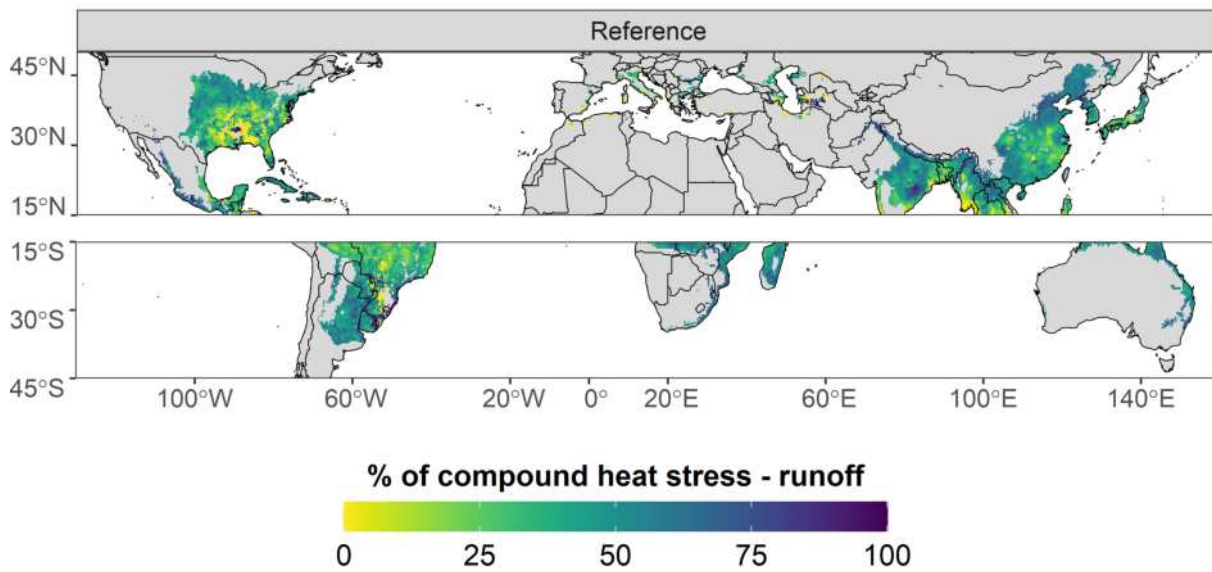 Reference
45°N
30°N
15°N
15°S
30°S
45°S
100°W 60°W 20°W 0° 20°E 60°E 100°E 140°E
% of compound heat stress - runoff
0 25 50 75 100